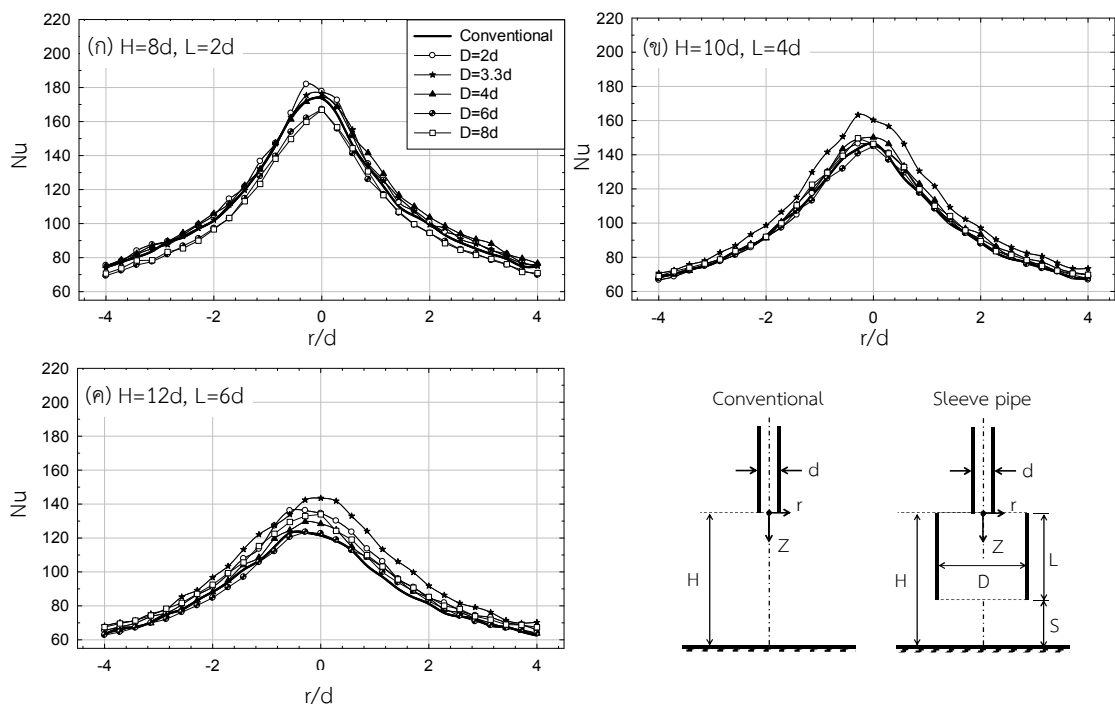 220
200
180
160
140
120
100
80
60
Nu
(ก) H=8d, L=2d
Conventional
D=2d
D=3.3d
D=4d
D=6d
D=8d
-4 -2 0 2 4
r/d
220
200
180
160
140
120
100
80
60
Nu
(ข) H=10d, L=4d
-4 -2 0 2 4
r/d
220
200
180
160
140
120
100
80
60
Nu
(ค) H=12d, L=6d
-4 -2 0 2 4
r/d
Conventional
d
r
Z
H
Sleeve pipe
d
r
Z
L
H
D
S